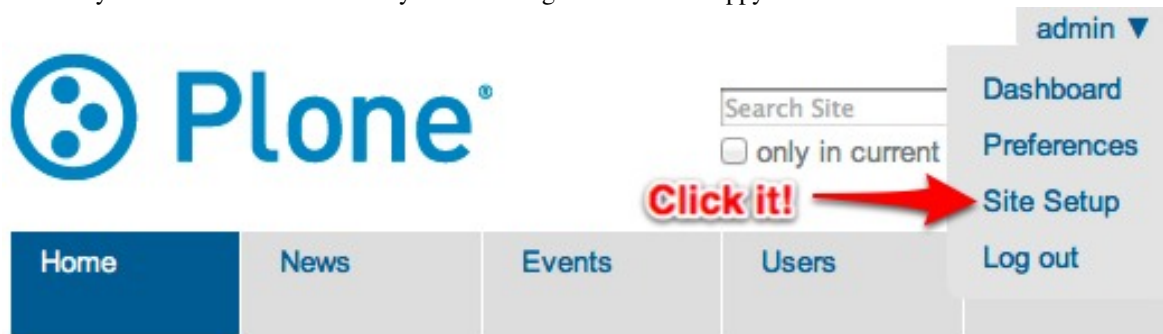 admin ▼
Plone®
Search Site
only in current
Dashboard
Preferences
Click it!
Site Setup
Log out
Home
News
Events
Users